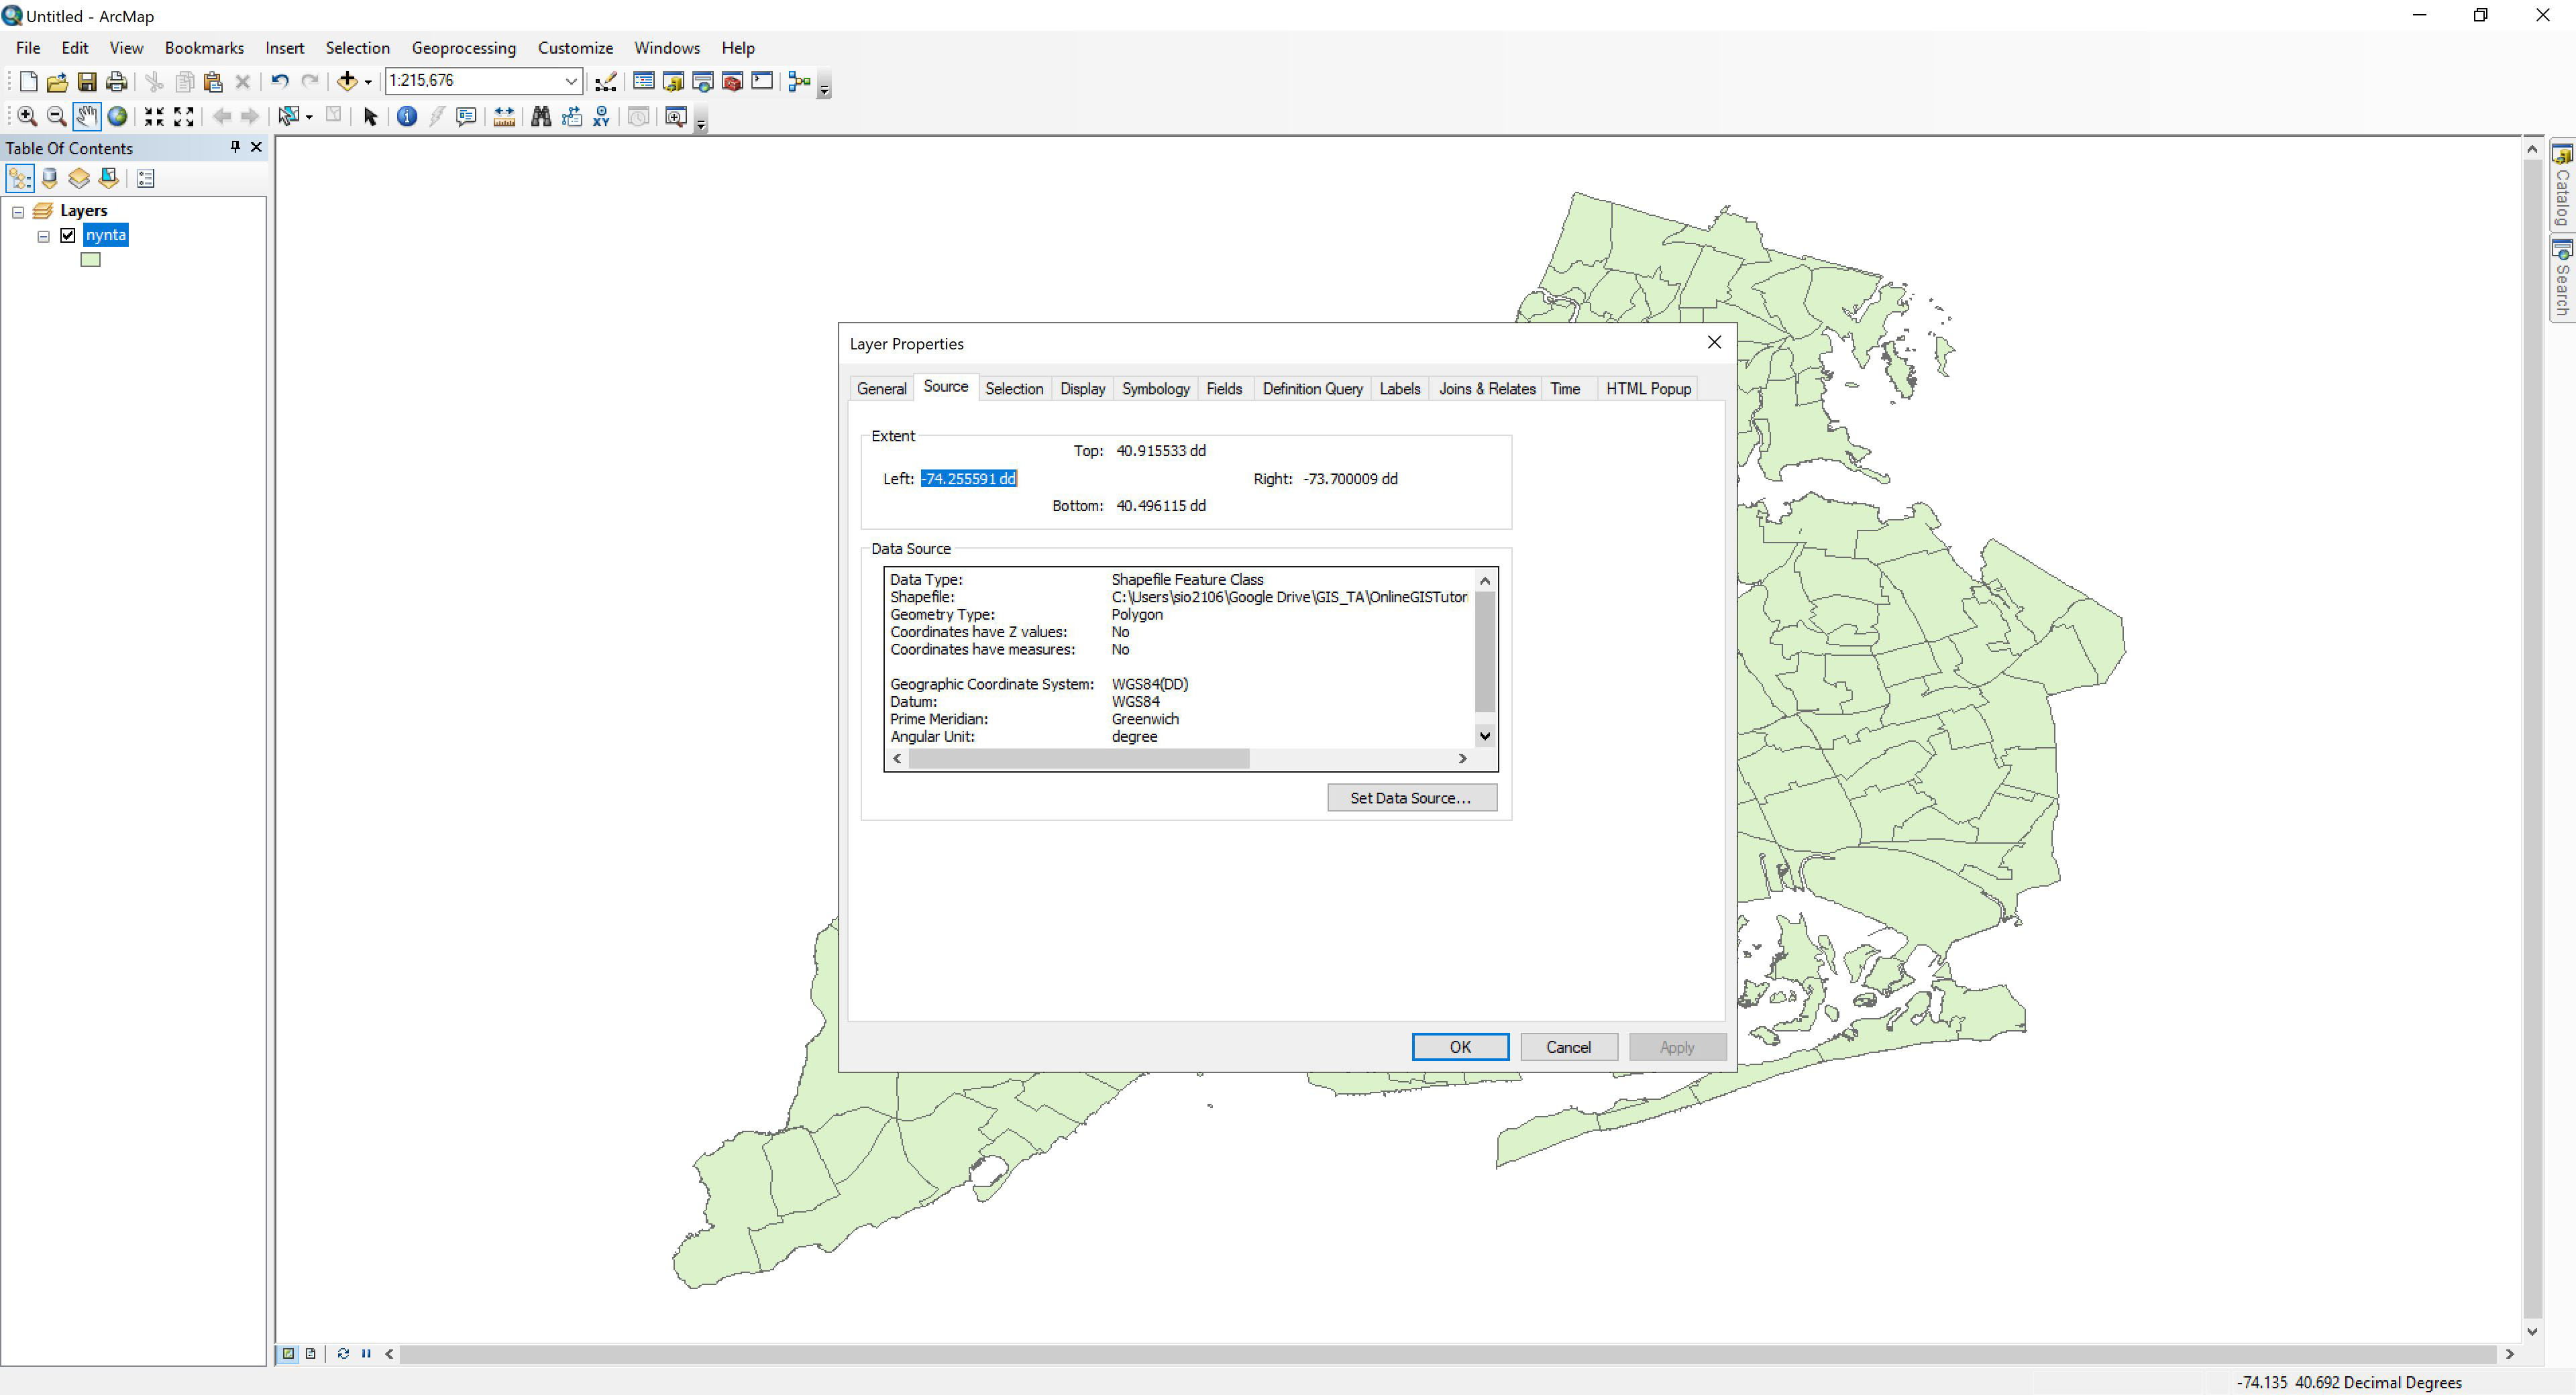 Untitled - ArcMap
File Edit View Bookmarks Insert Selection Geoprocessing Customize Windows Help
1:215,676
XY
Table Of Contents
Layers
nynta
Catalog
Search
Layer Properties
General Source Selection Display Symbology Fields Definition Query Labels Joins & Relates Time HTML Popup
Extent
Top: 40.915533 dd
Left: -74.255591 dd Right: -73.700009 dd
Bottom: 40.496115 dd
Data Source
Data Type: Shapefile Feature Class
Shapefile: C:\Users\sio2106\Google Drive\GIS_TA\OnlineGISTutor
Geometry Type: Polygon
Coordinates have Z values: No
Coordinates have measures: No
Geographic Coordinate System: WGS84(DD)
Datum: WGS84
Prime Meridian: Greenwich
Angular Unit: degree
Set Data Source...
OK Cancel Apply
-74.135 40.692 Decimal Degrees